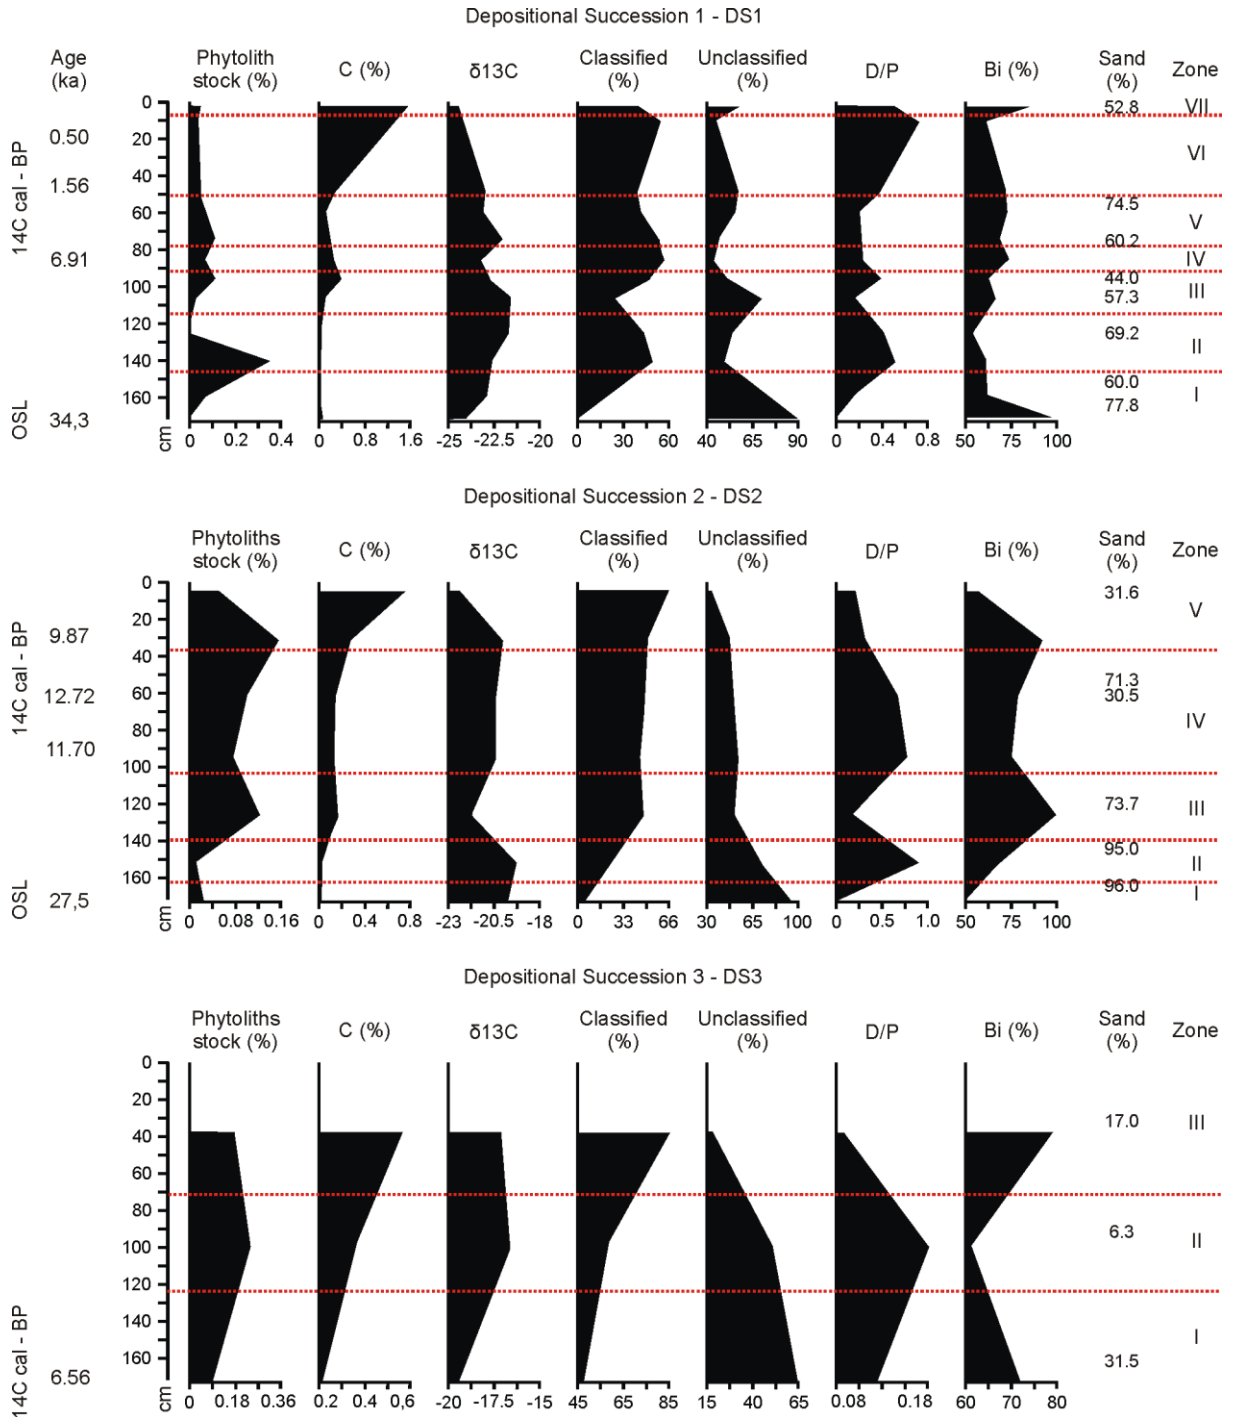 Depositional Succession 1 - DS1
Age (ka)
Phytolith stock (%)
C (%)
δ13C
Classified (%)
Unclassified (%)
D/P
Bi (%)
Sand (%)
Zone
14C cal - BP
OSL
0.50
1.56
6.91
34,3
0
20
40
60
80
100
120
140
160
cm
52.8
74.5
60.2
44.0
57.3
69.2
60.0
77.8
VII
VI
V
IV
III
II
I
0 0.2 0.4
0 0.8 1.6
-25 -22.5 -20
0 30 60
40 65 90
0 0.4 0.8
50 75 100
Depositional Succession 2 - DS2
Phytoliths stock (%)
C (%)
δ13C
Classified (%)
Unclassified (%)
D/P
Bi (%)
Sand (%)
Zone
14C cal - BP
OSL
9.87
12.72
11.70
27,5
0
20
40
60
80
100
120
140
160
cm
31.6
71.3
30.5
73.7
95.0
96.0
V
IV
III
II
I
0 0.08 0.16
0 0.4 0.8
-23 -20.5 -18
0 33 66
30 65 100
0 0.5 1.0
50 75 100
Depositional Succession 3 - DS3
Phytoliths stock (%)
C (%)
δ13C
Classified (%)
Unclassified (%)
D/P
Bi (%)
Sand (%)
Zone
14C cal - BP
6.56
0
20
40
60
80
100
120
140
160
cm
17.0
6.3
31.5
III
II
I
0 0.18 0.36
0.2 0.4 0,6
-20 -17.5 -15
45 65 85
15 40 65
0.08 0.18
60 70 80